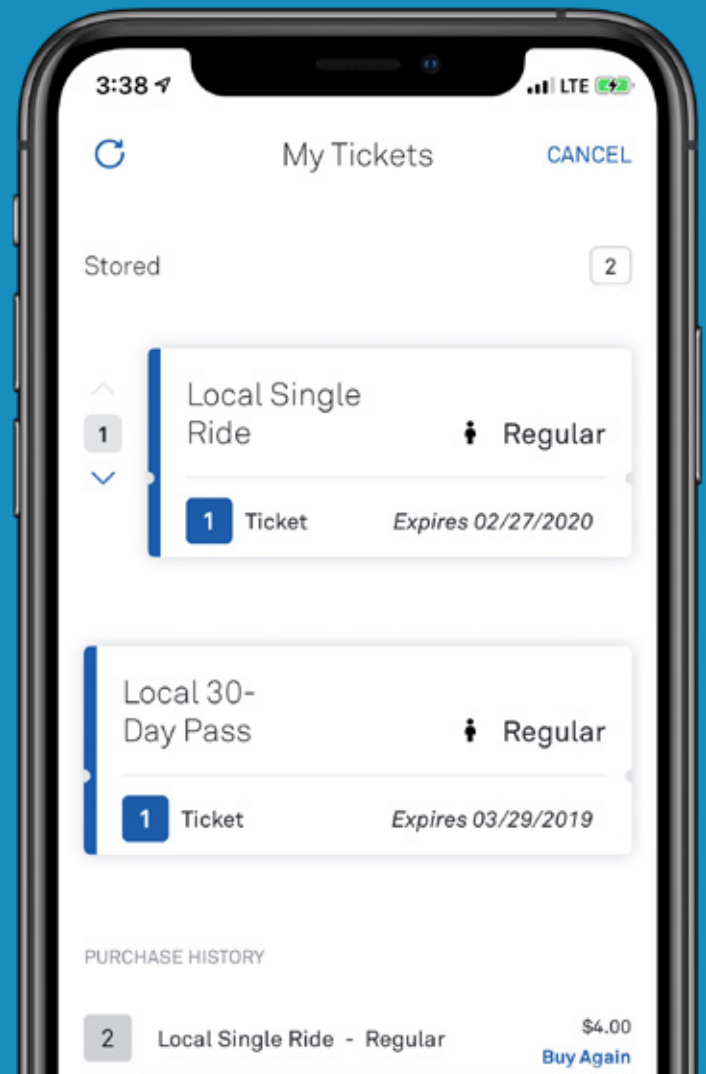 3:38 LTE
My Tickets CANCEL
Stored 2
Local Single
Ride
Regular
1
1 Ticket Expires 02/27/2020
Local 30-
Day Pass
Regular
1 Ticket Expires 03/29/2019
PURCHASE HISTORY
2 Local Single Ride - Regular $4.00
Buy Again